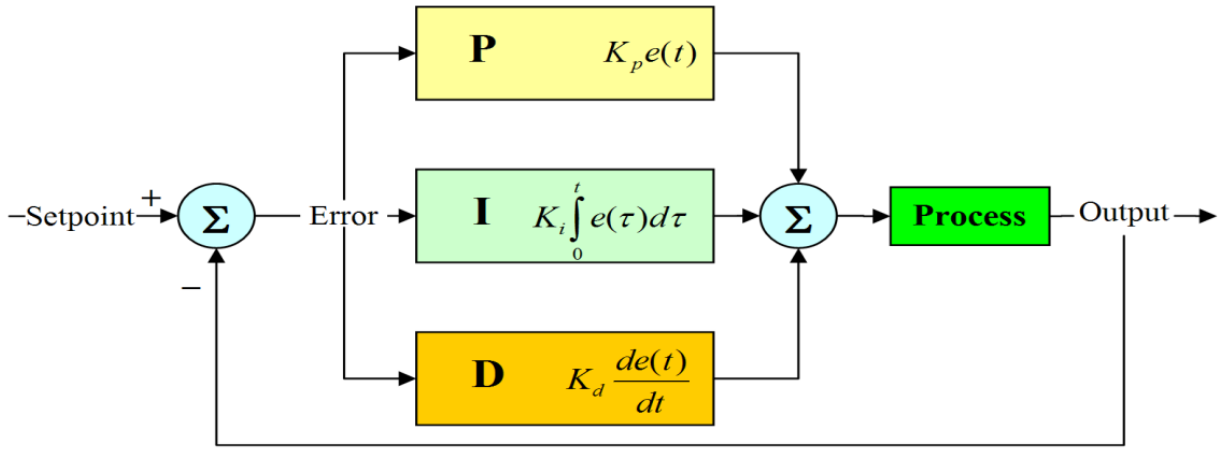 P K_p e(t)
+
–Setpoint Σ Error I K_i ∫_0^t e(τ)dτ Σ Process Output
−
D K_d de(t)/dt